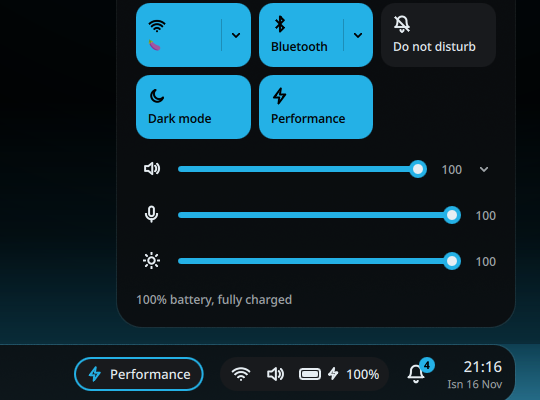 🍆
Bluetooth
Do not disturb
Dark mode
Performance
100
100
100
100% battery, fully charged
Performance
100%
4
21:16
Isn 16 Nov